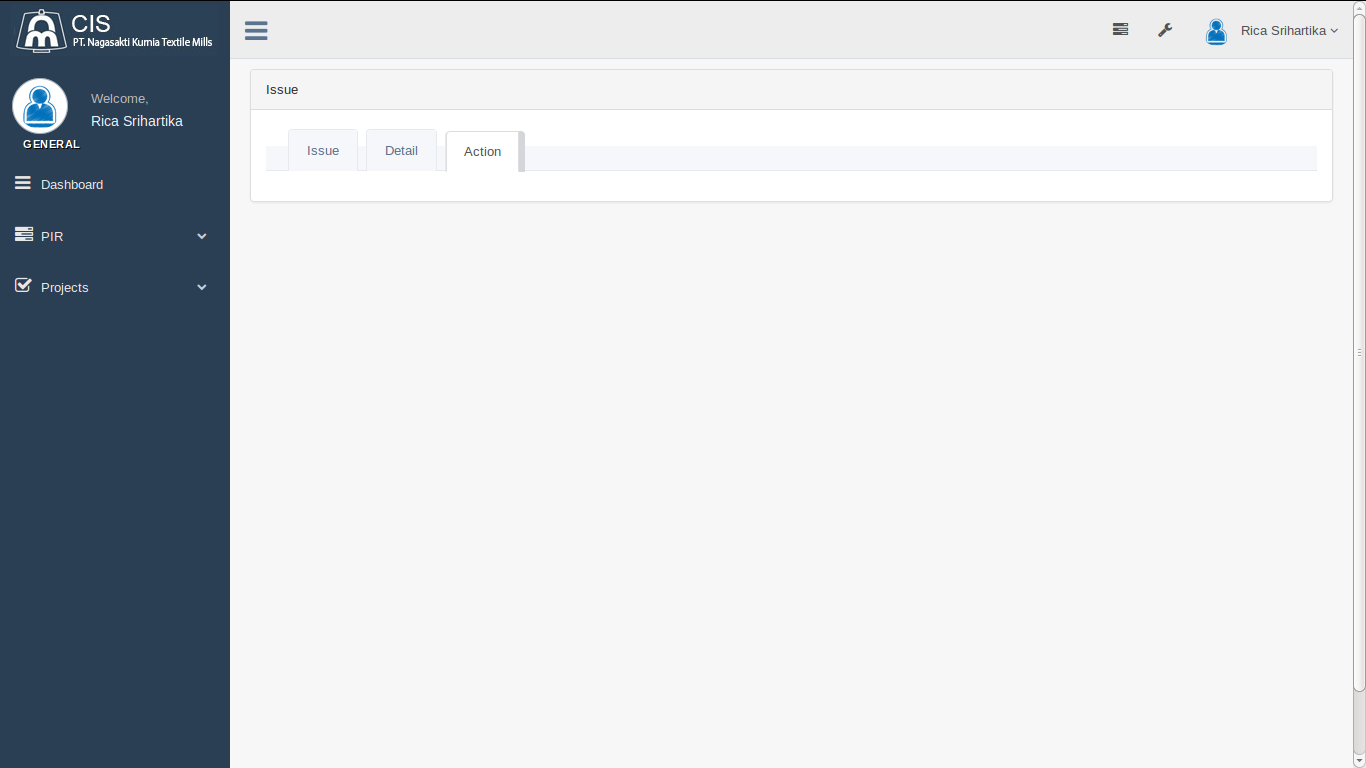 CIS
PT. Nagasakti Kurnia Textile Mills
Rica Srihartika
Welcome,
Rica Srihartika
GENERAL
Dashboard
PIR
Projects
Issue
Issue
Detail
Action